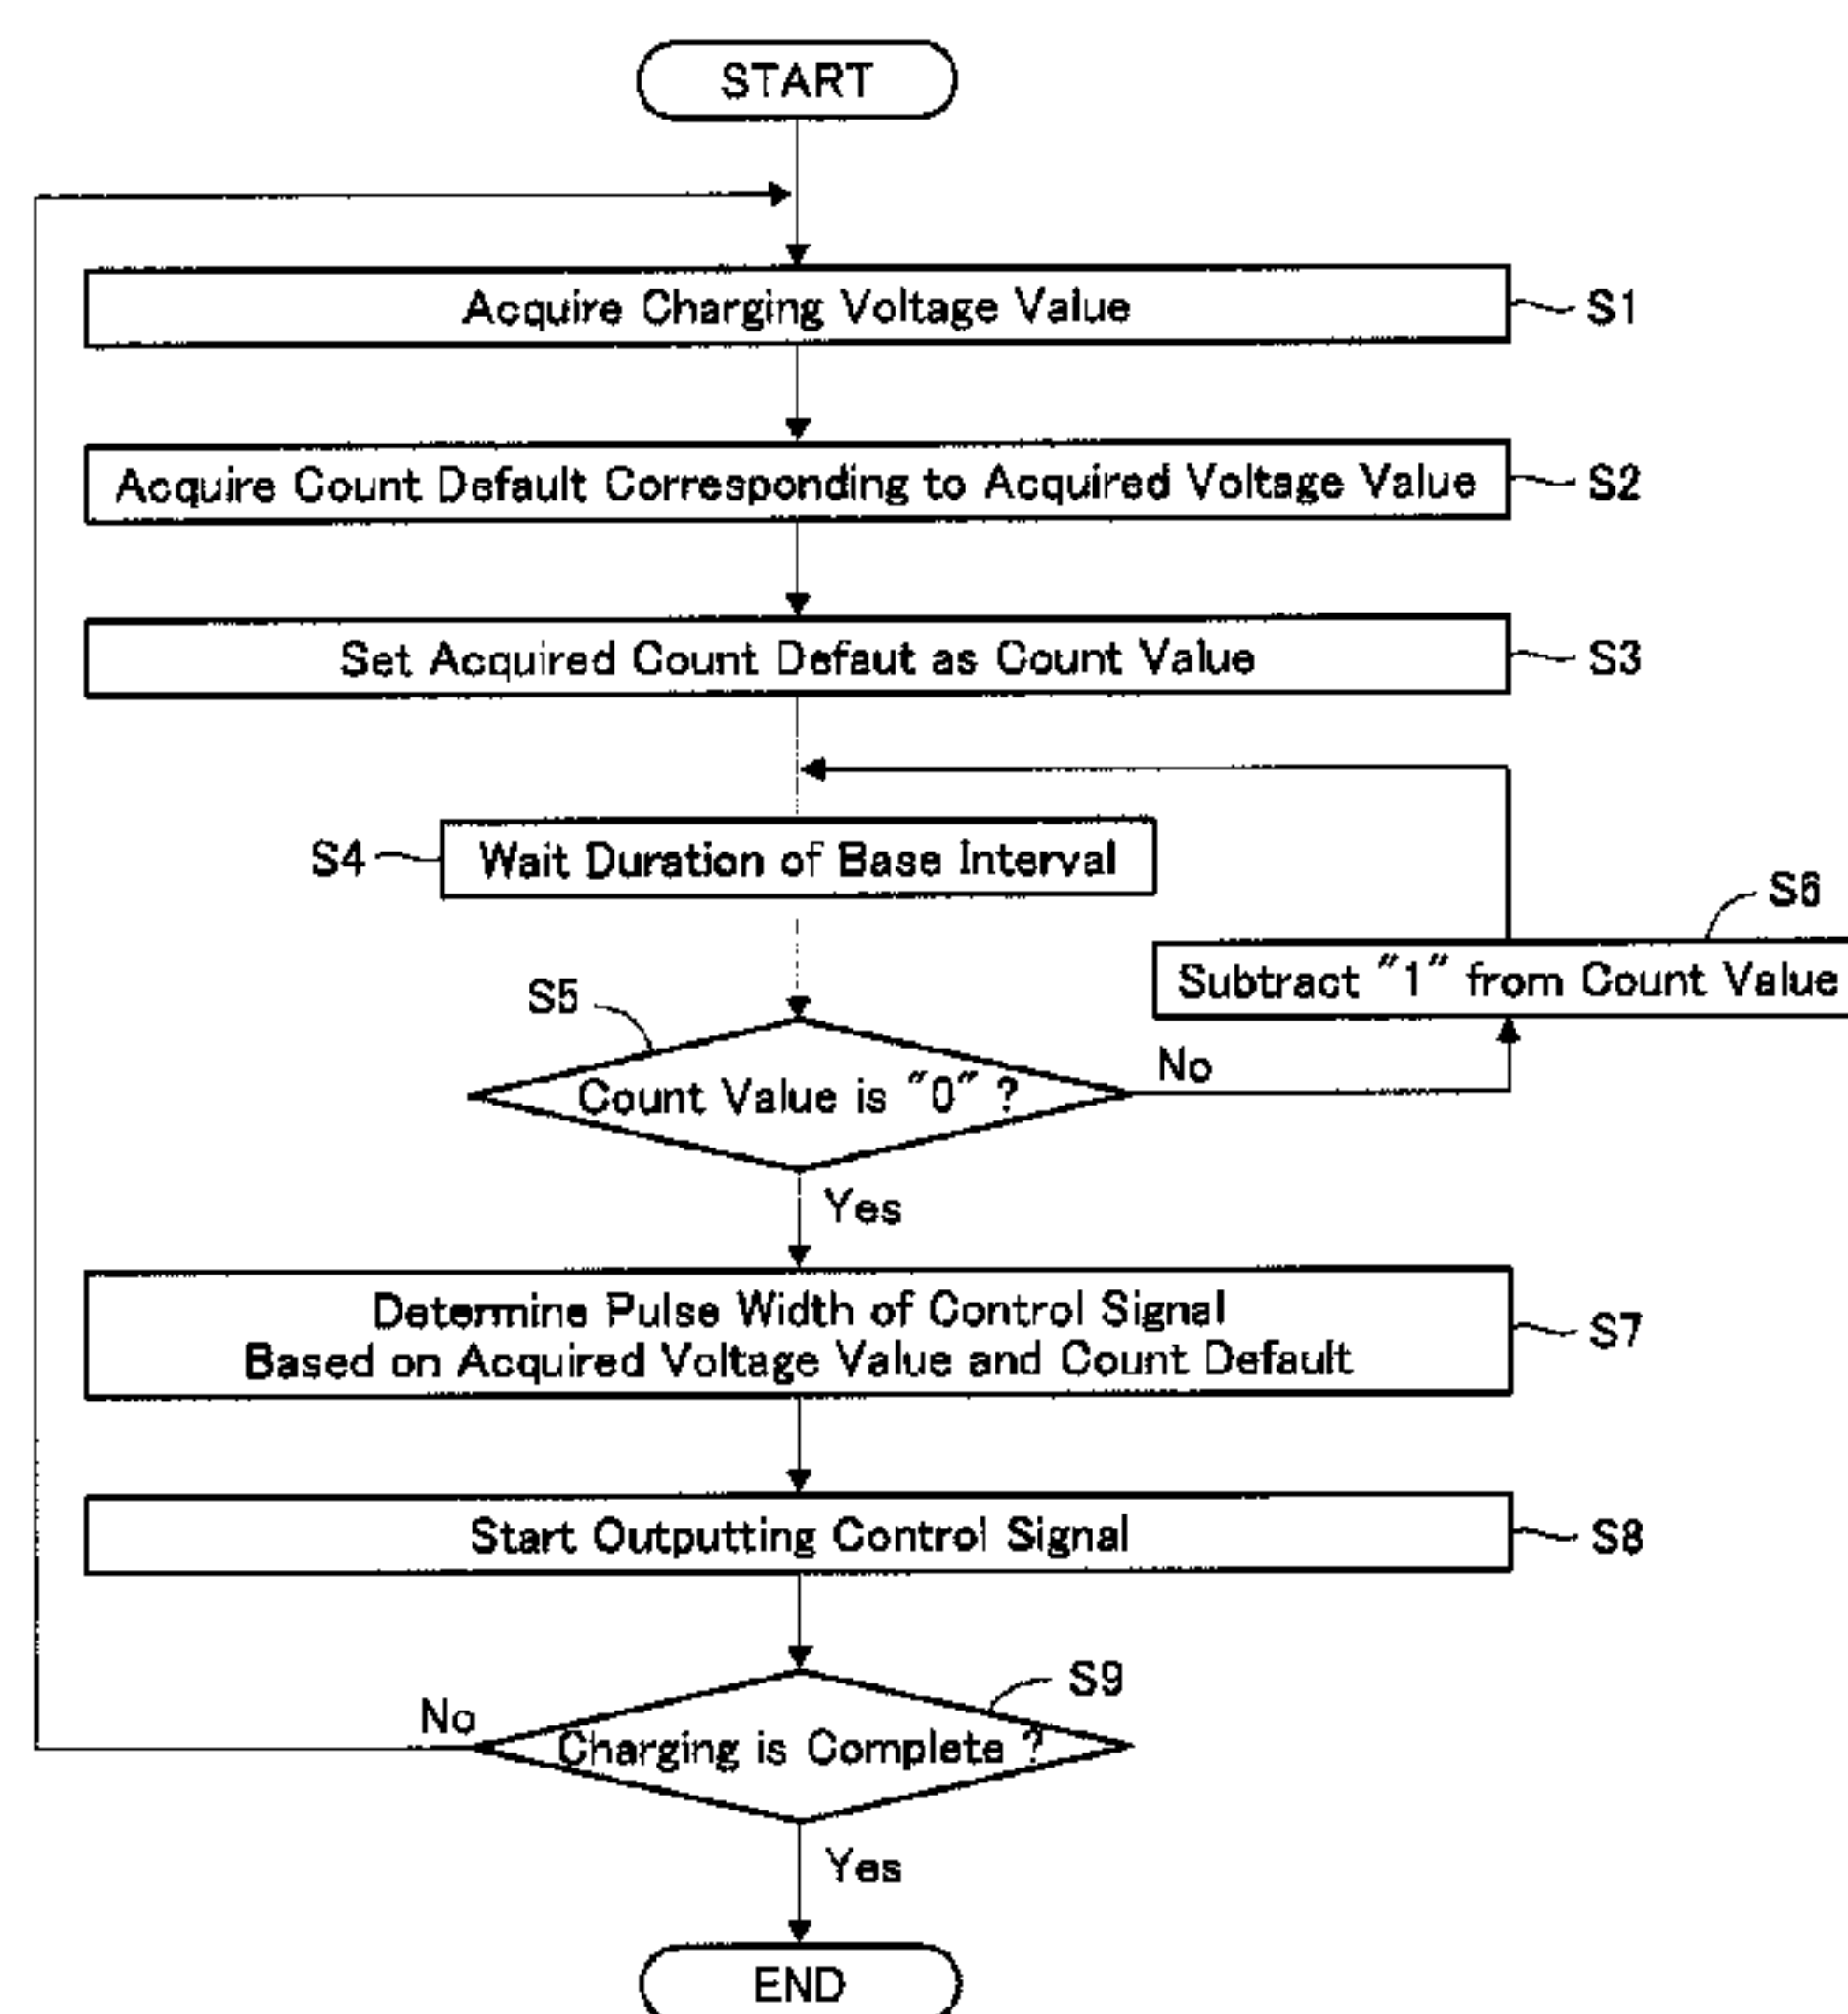 START
Acquire Charging Voltage Value
S1
Acquire Count Default Corresponding to Acquired Voltage Value
S2
Set Acquired Count Defaut as Count Value
S3
S4
Wait Duration of Base Interval
S6
Subtract "1" from Count Value
S5
Count Value is "0" ?
No
Yes
Determine Pulse Width of Control Signal
Based on Acquired Voltage Value and Count Default
S7
Start Outputting Control Signal
S8
S9
No
Charging is Complete ?
Yes
END